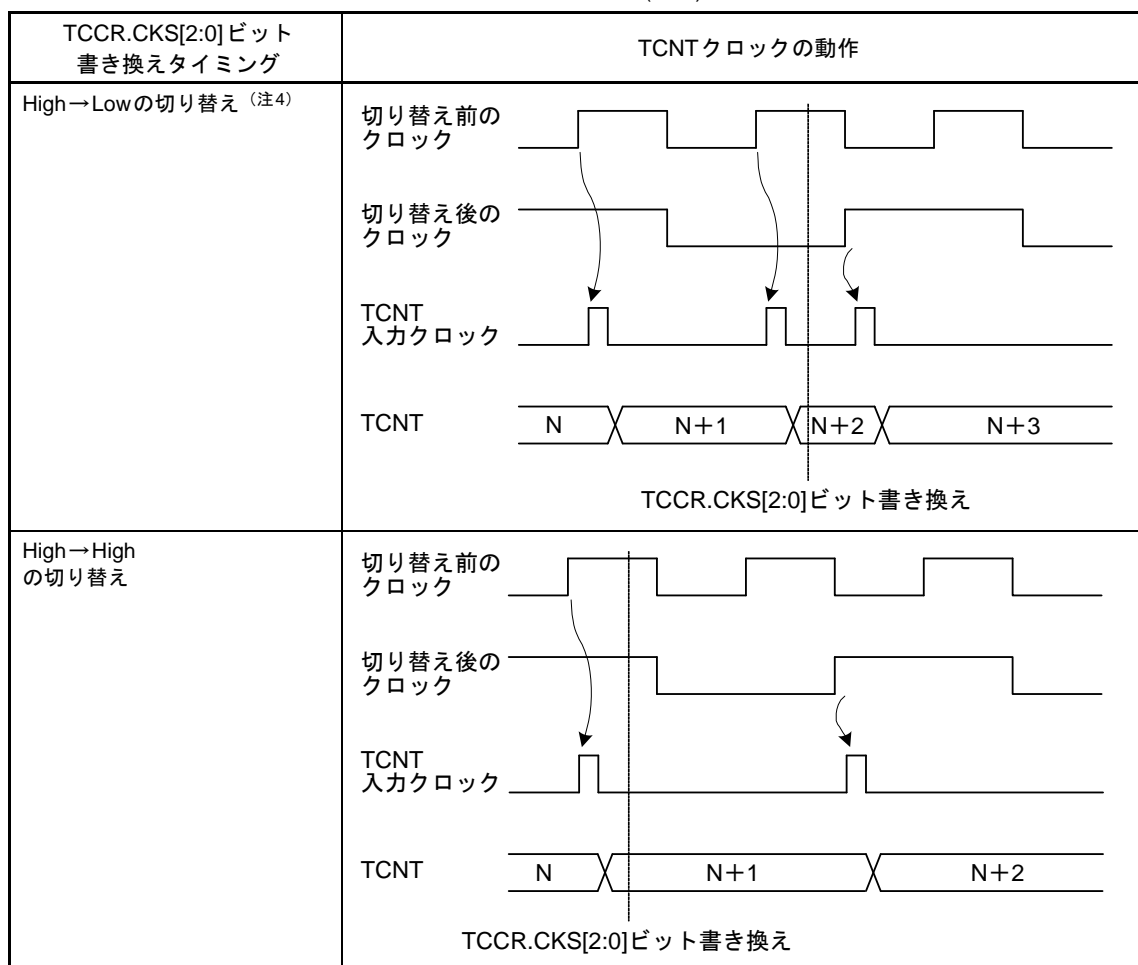 TCCR.CKS[2:0]ビット
書き換えタイミング
TCNTクロックの動作
High→Lowの切り替え（注4）
切り替え前の
クロック
切り替え後の
クロック
TCNT
入力クロック
TCNT
N
N＋1
N＋2
N＋3
TCCR.CKS[2:0]ビット書き換え
High→High
の切り替え
切り替え前の
クロック
切り替え後の
クロック
TCNT
入力クロック
TCNT
N
N＋1
N＋2
TCCR.CKS[2:0]ビット書き換え